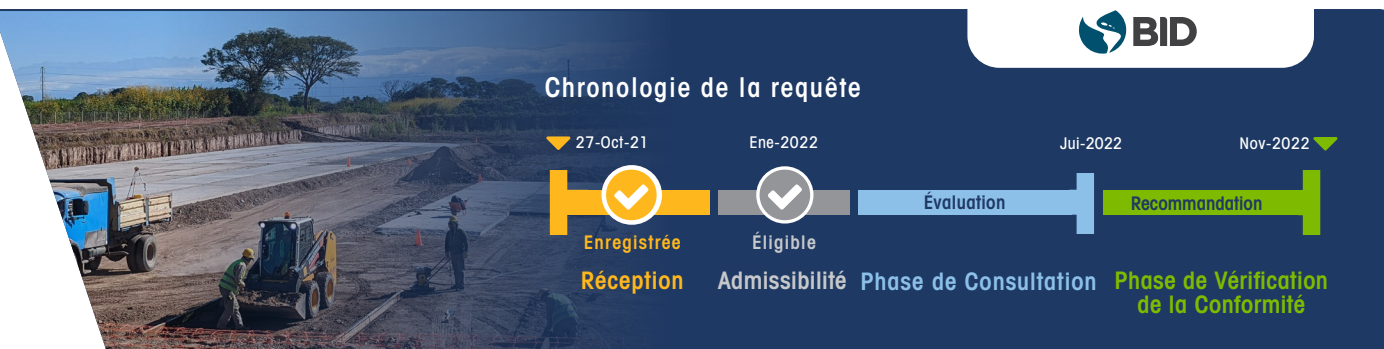 BID
Chronologie de la requête
27-Oct-21
Ene-2022
Jui-2022
Nov-2022
Évaluation
Recommandation
Enregistrée
Éligible
Réception
Admissibilité
Phase de Consultation
Phase de Vérification
de la Conformité